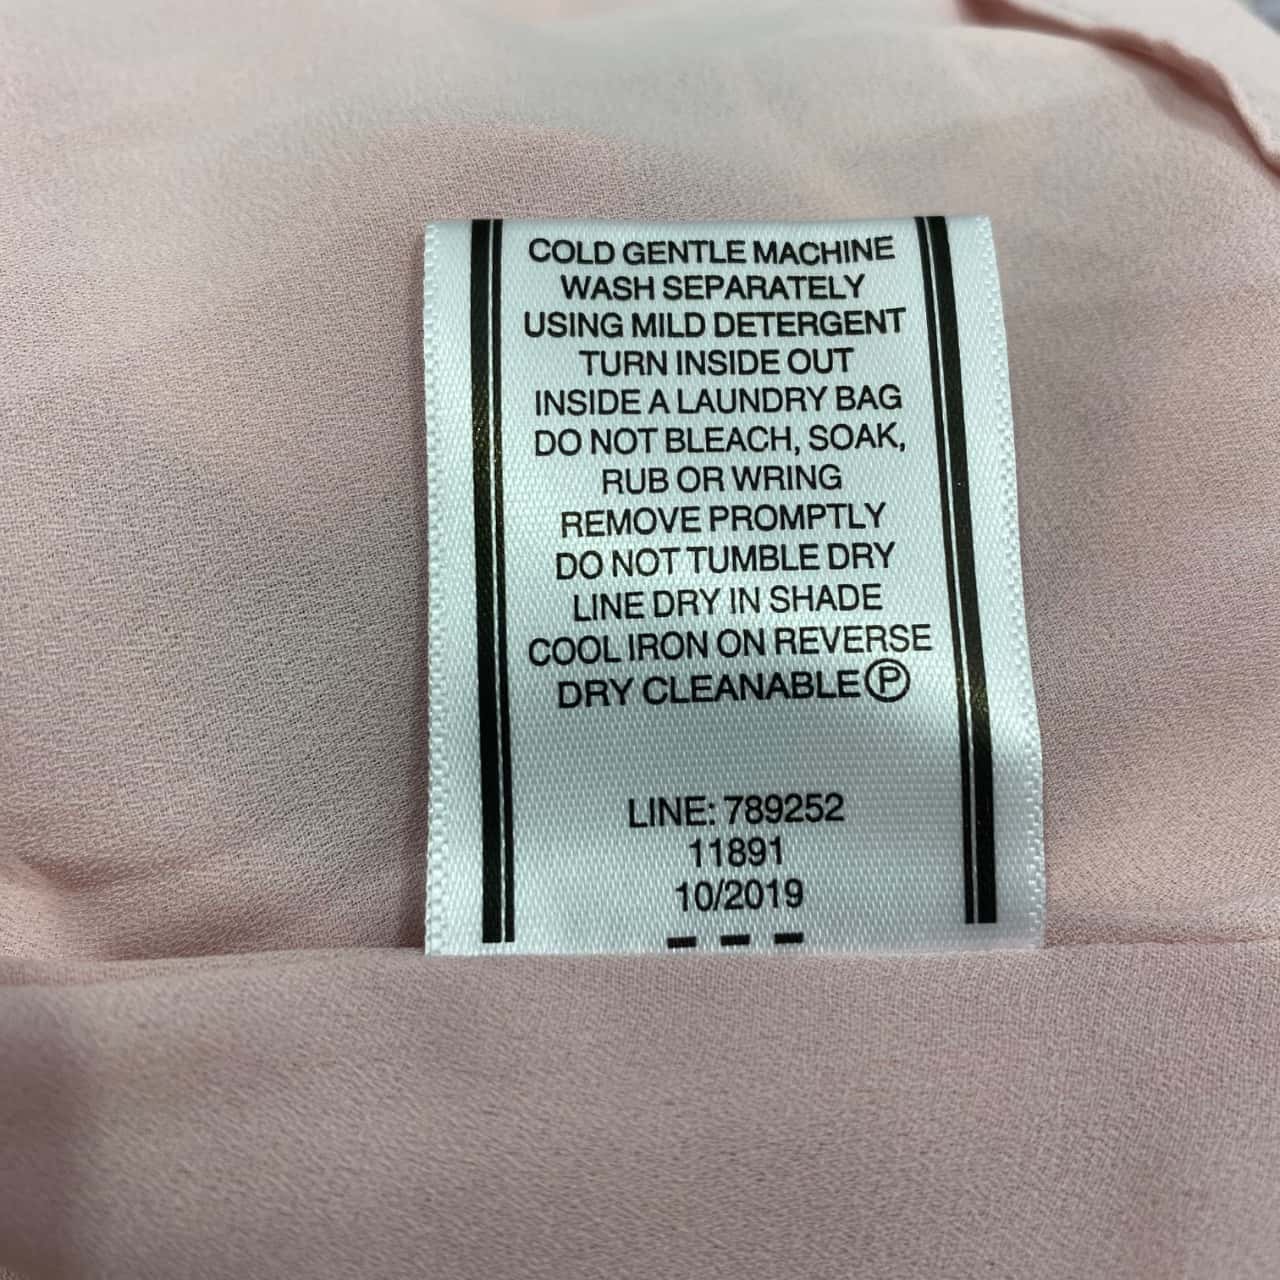 COLD GENTLE MACHINE
WASH SEPARATELY
USING MILD DETERGENT
TURN INSIDE OUT
INSIDE A LAUNDRY BAG
DO NOT BLEACH, SOAK,
RUB OR WRING
REMOVE PROMPTLY
DO NOT TUMBLE DRY
LINE DRY IN SHADE
COOL IRON ON REVERSE
DRY CLEANABLE Ⓟ
LINE: 789252
11891
10/2019